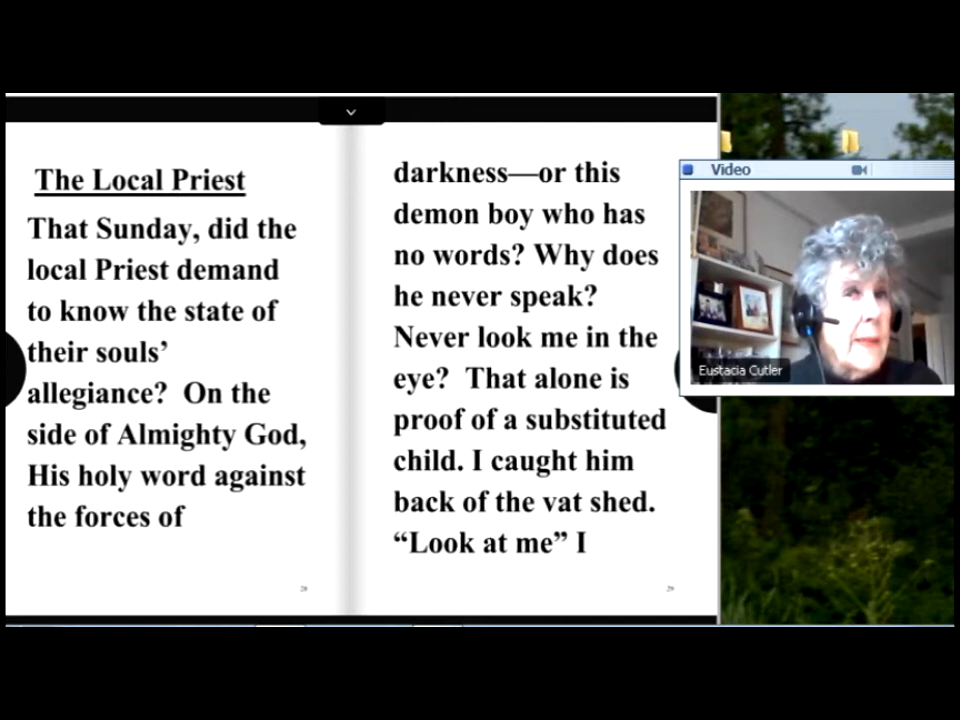 The Local Priest
That Sunday, did the
local Priest demand
to know the state of
their souls’
allegiance?  On the
side of Almighty God,
His holy word against
the forces of
28
darkness—or this
demon boy who has
no words? Why does
he never speak?
Never look me in the
eye?  That alone is
proof of a substituted
child. I caught him
back of the vat shed.
“Look at me” I
29
Video
Eustacia Cutler